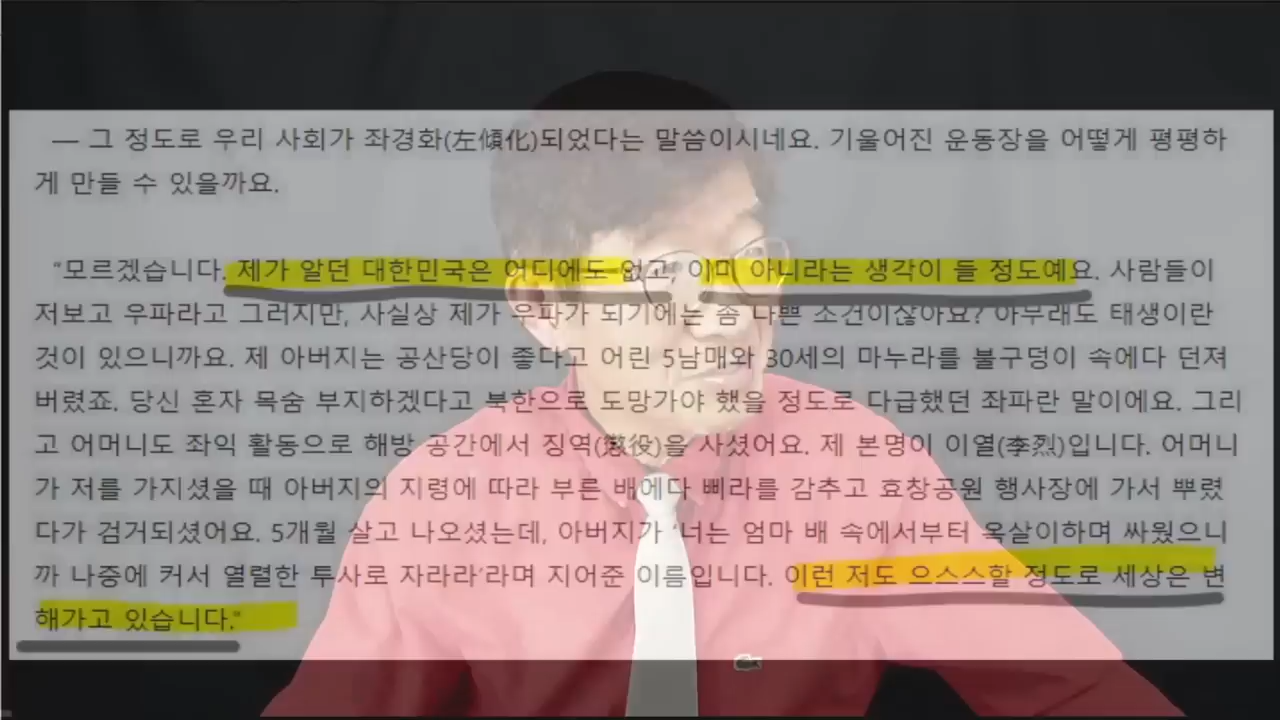 — 그 정도로 우리 사회가 좌경화(左傾化)되었다는 말씀이시네요. 기울어진 운동장을 어떻게 평평하
게 만들 수 있을까요.
“모르겠습니다. 제가 알던 대한민국은 어디에도 없고, 이미 아니라는 생각이 들 정도예요. 사람들이
저보고 우파라고 그러지만, 사실상 제가 우파가 되기에는 좀 나쁜 조건이잖아요? 아무래도 태생이란
것이 있으니까요. 제 아버지는 공산당이 좋다고 어린 5남매와 30세의 마누라를 불구덩이 속에다 던져
버렸죠. 당신 혼자 목숨 부지하겠다고 북한으로 도망가야 했을 정도로 다급했던 좌파란 말이에요. 그리
고 어머니도 좌익 활동으로 해방 공간에서 징역(懲役)을 사셨어요. 제 본명이 이열(李烈)입니다. 어머니
가 저를 가지셨을 때 아버지의 지령에 따라 부른 배에다 삐라를 감추고 효창공원 행사장에 가서 뿌렸
다가 검거되셨어요. 5개월 살고 나오셨는데, 아버지가 ‘너는 엄마 배 속에서부터 옥살이하며 싸웠으니
까 나중에 커서 열렬한 투사로 자라라’라며 지어준 이름입니다. 이런 저도 으스스할 정도로 세상은 변
해가고 있습니다.”